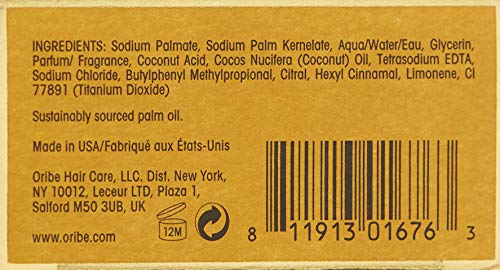 INGREDIENTS: Sodium Palmate, Sodium Palm Kernelate, Aqua/Water/Eau, Glycerin,
Parfum/ Fragrance, Coconut Acid, Cocos Nucifera (Coconut) Oil, Tetrasodium EDTA,
Sodium Chloride, Butylphenyl Methylpropional, Citral, Hexyl Cinnamal, Limonene, CI
77891 (Titanium Dioxide)
Sustainably sourced palm oil.
Made in USA/Fabriqué aux États-Unis
Oribe Hair Care, LLC. Dist. New York,
NY 10012, Leceur LTD, Plaza 1,
Salford M50 3UB, UK
www.oribe.com
12M
8 11913 01676 3